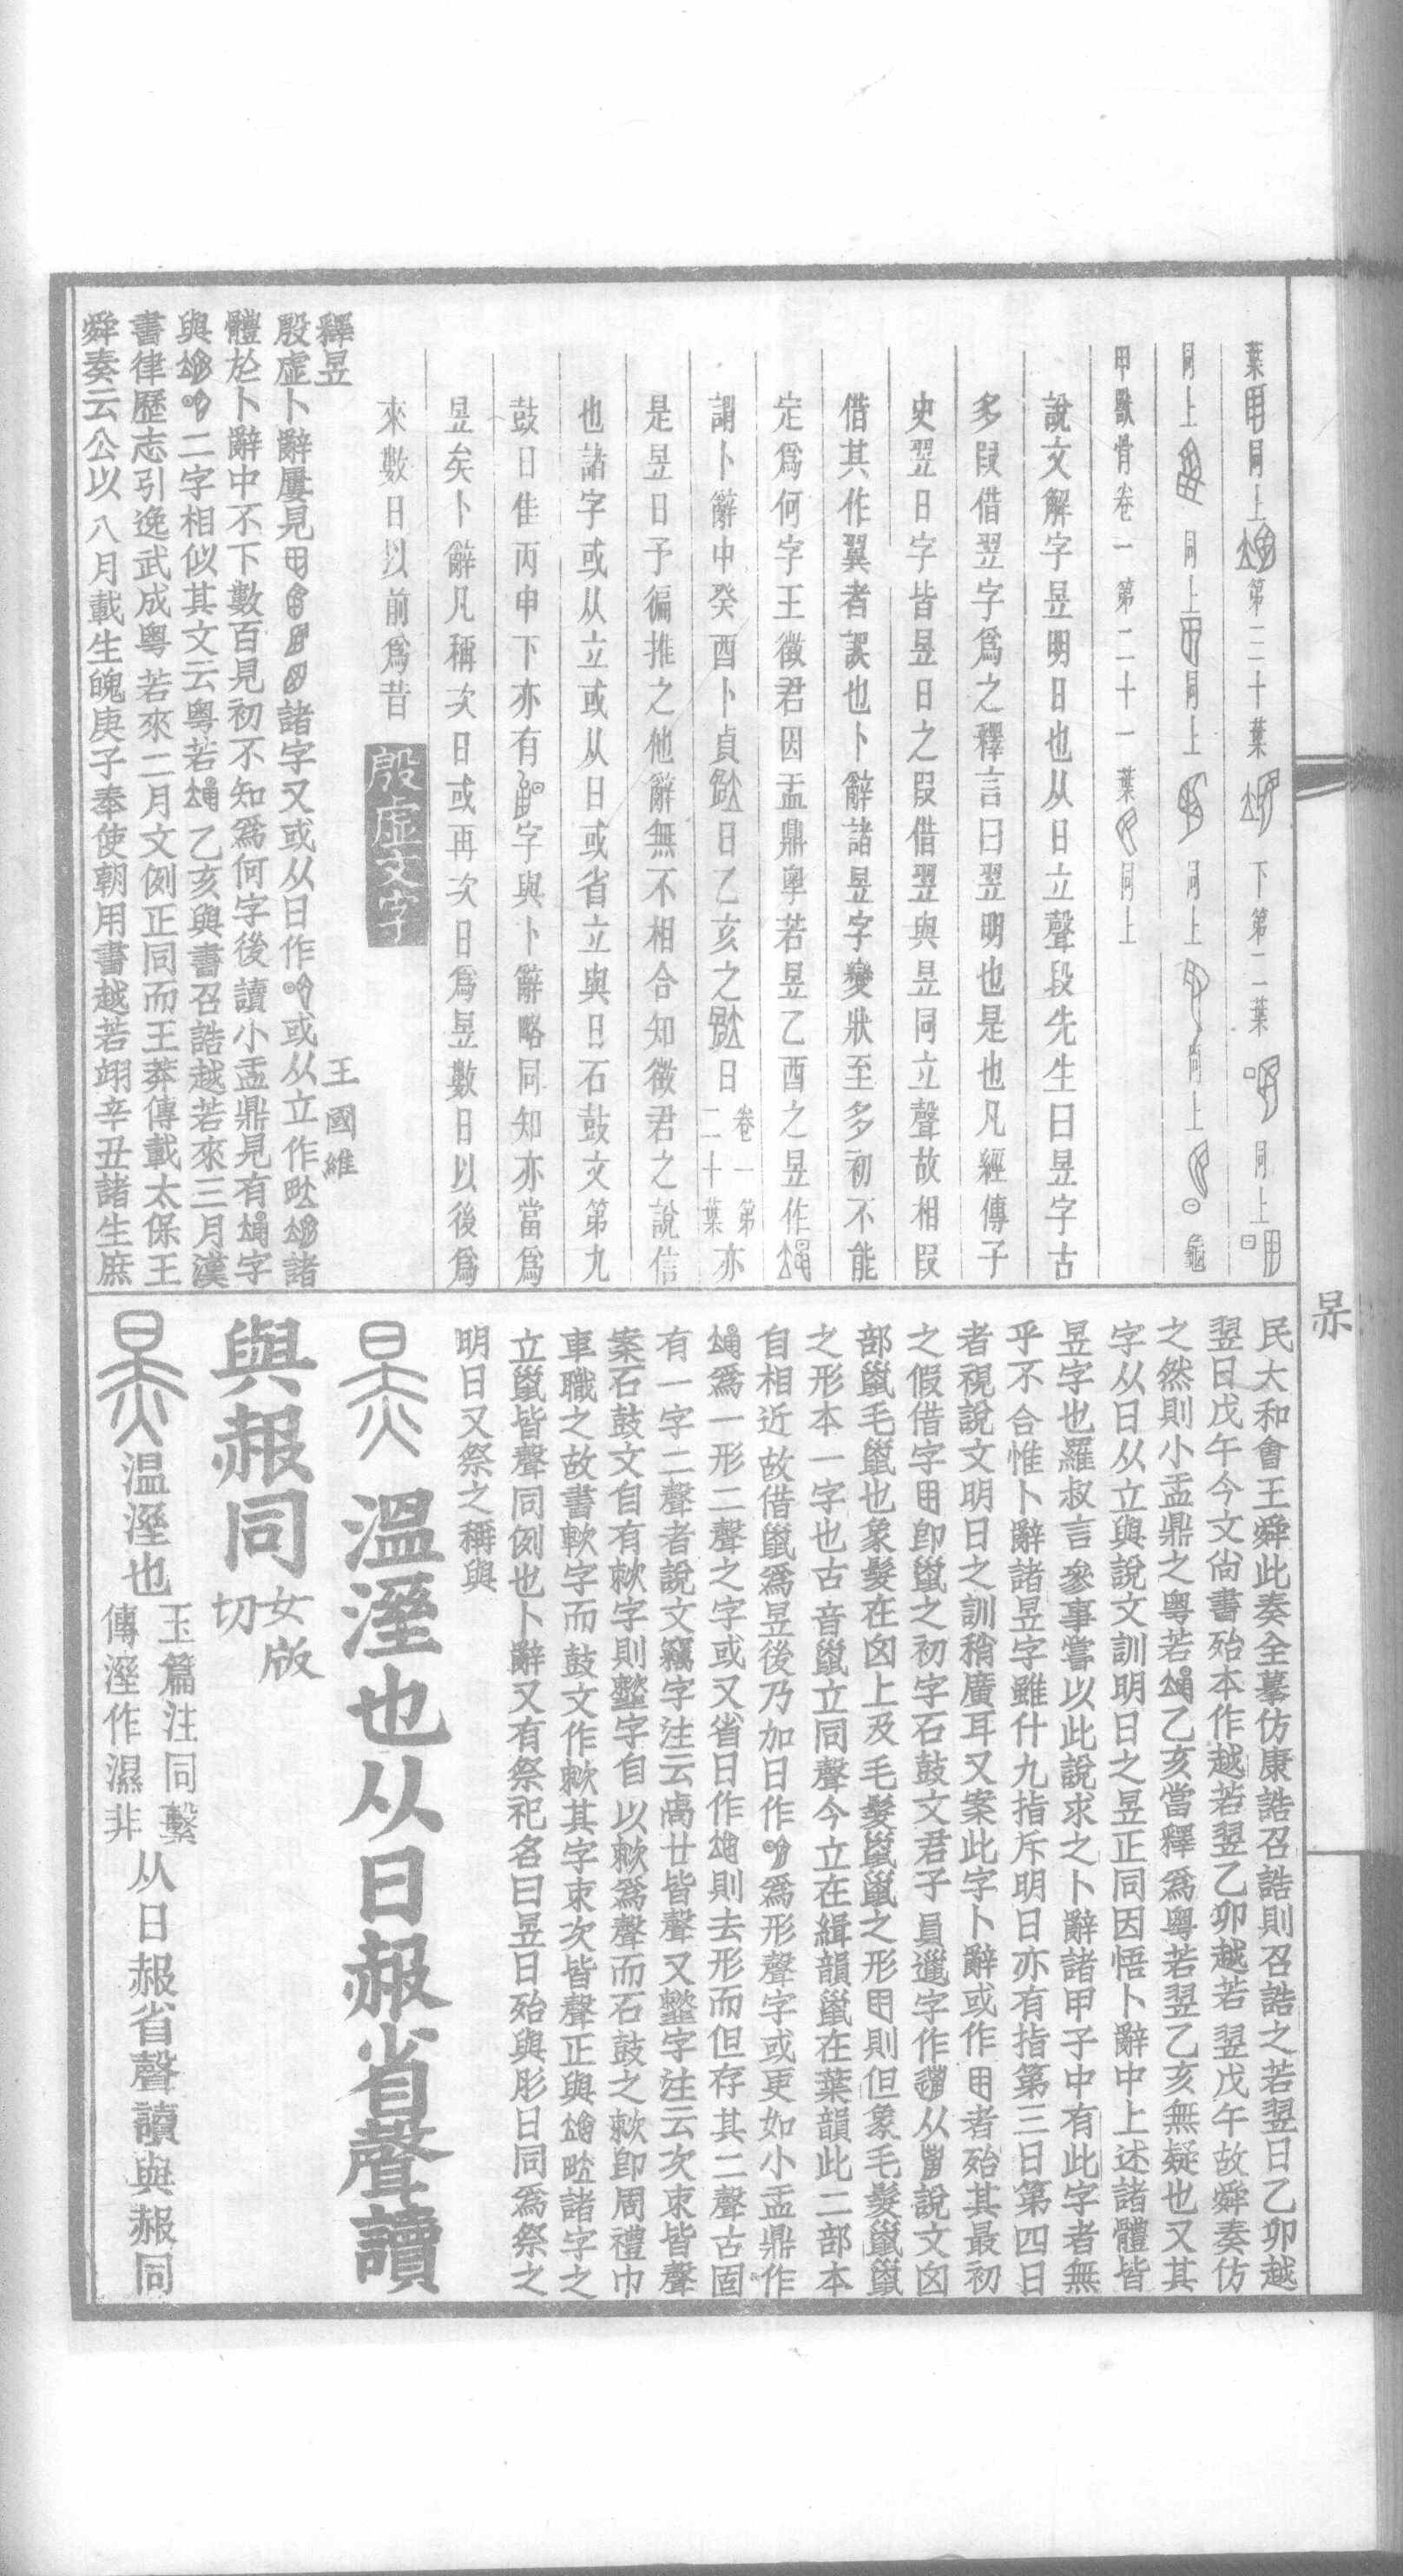 葉同上第三十葉下第二葉同上
同上同上同上同上同上龜
甲獸骨卷一第二十一葉同上
說文解字昱明日也从日立聲段先生曰昱字古
多叚借翌字爲之釋言曰翌明也是也凡經傳子
史翌日字皆昱日之叚借翌與昱同立聲故相叚
借其作翼者誤也卜辭諸昱字變狀至多初不能
定爲何字王徵君因盂鼎粤若昱乙酉之昱作
謂卜辭中癸酉卜貞日乙亥之日卷一第二十葉亦
是昱日予徧推之他辭無不相合知徵君之說信
也諸字或从立或从日或省立與日石鼓文第九
鼓日隹丙申下亦有字與卜辭略同知亦當爲
昱矣卜辭凡稱次日或再次日爲昱數日以後爲
來數日以前爲昔 殷虛文字
釋昱 王國維
殷虛卜辭屢見諸字又或从日作或从立作諸
體於卜辭中不下數百見初不知爲何字後讀小盂鼎見有字
與二字相似其文云粤若乙亥與書召誥越若來三月漢
書律歷志引逸武成粤若來二月文例正同而王莽傳載太保王
舜奏云公以八月載生魄庚子奉使朝用書越若翊辛丑諸生庶
民大和會王舜此奏全摹仿康誥召誥則召誥之若翌日乙卯越
翌日戊午今文尙書殆本作越若翌乙卯越若翌戊午故舜奏仿
之然則小盂鼎之粤若乙亥當釋爲粤若翌乙亥無疑也又其
字从日从立與說文訓明日之昱正同因悟卜辭中上述諸體皆
昱字也羅叔言參事嘗以此說求之卜辭諸甲子中有此字者無
乎不合惟卜辭諸昱字雖什九指斥明日亦有指第三日第四日
者視說文明日之訓稍廣耳又案此字卜辭或作者殆其最初
之假借字即巤之初字石鼓文君子員邋字作从說文囟
部巤毛巤也象髮在囟上及毛髮巤巤之形則但象毛髮巤巤
之形本一字也古音巤立同聲今立在緝韻巤在葉韻此二部本
自相近故借巤爲昱後乃加日作爲形聲字或更如小盂鼎作
爲一形二聲之字或又省日作則去形而但存其二聲古固
有一字二聲者說文竊字注云禼廿皆聲又䪢字注云次朿皆聲
案石鼓文自有字則䪢字自以爲聲而石鼓之即周禮巾
車軄之故書軟字而鼓文作其字朿次皆聲正與諸字之
立巤皆聲同例也卜辭又有祭祀名曰昱日殆與肜日同爲祭之
明日又祭之稱與
溫溼也从日赧省聲讀
與赧同 女版切
温溼也 玉篇注同繫傳溼作濕非 从日赧省聲讀與赧同
㬈